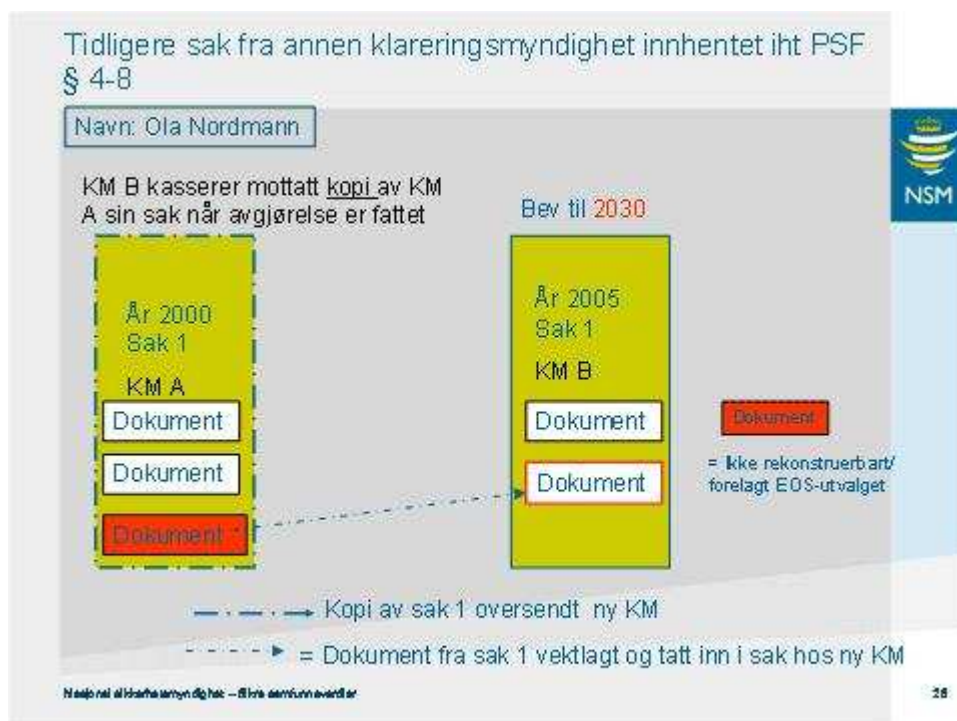 Tidligere sak fra annen klareringsmyndighet innhentet iht PSF
§ 4-8
Navn: Ola Nordmann
NSM
KM B kasserer mottatt kopi av KM
A sin sak når avgjørelse er fattet
Bev til 2030
År 2000
Sak 1
KM A
Dokument
Dokument
Dokument
År 2005
Sak 1
KM B
Dokument
Dokument
Dokument
= Ikke rekonstruerbart/
forelagt EOS-utvalget
Kopi av sak 1 oversendt ny KM
= Dokument fra sak 1 vektlagt og tatt inn i sak hos ny KM
Nasjonal sikkerhetsmyndighet – Sikre samfunnsverdier
26